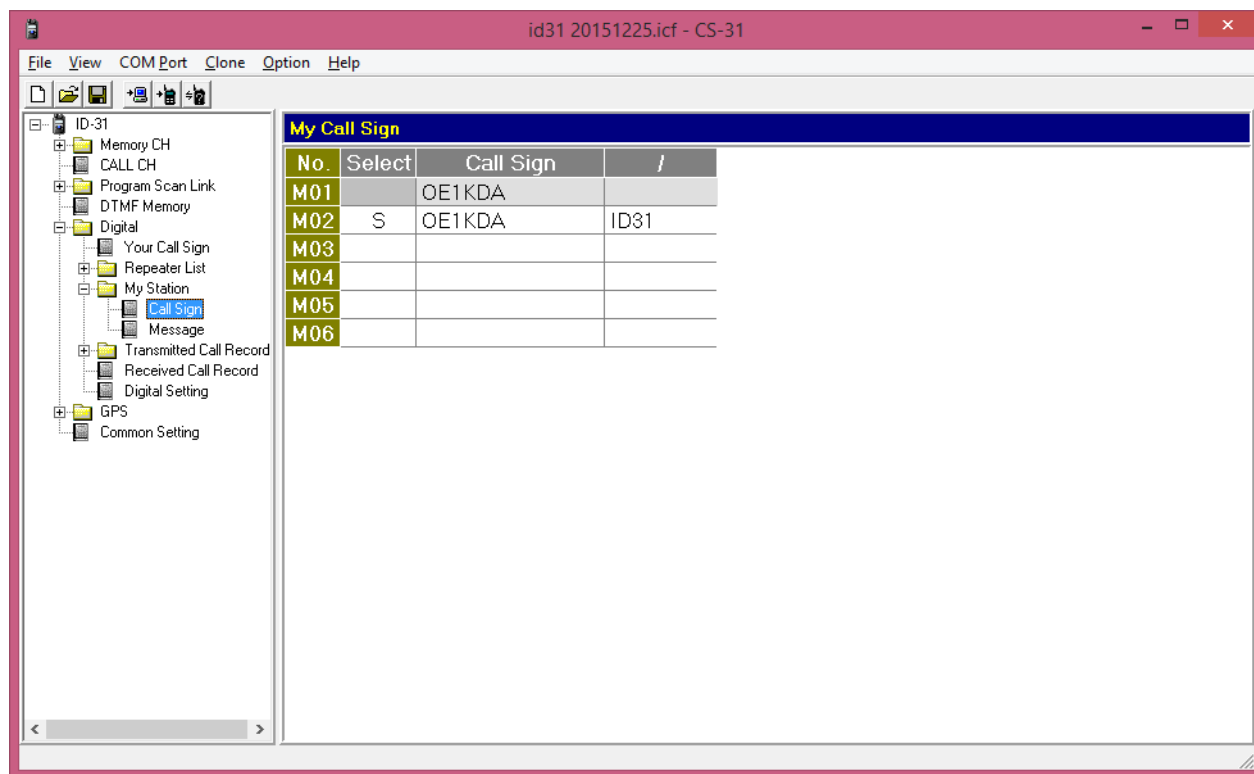 id31 20151225.icf - CS-31
File View COM Port Clone Option Help
ID-31
Memory CH
CALL CH
Program Scan Link
DTMF Memory
Digital
Your Call Sign
Repeater List
My Station
Call Sign
Message
Transmitted Call Record
Received Call Record
Digital Setting
GPS
Common Setting
My Call Sign
No. Select Call Sign /
M01 OE1KDA
M02 S OE1KDA ID31
M03
M04
M05
M06